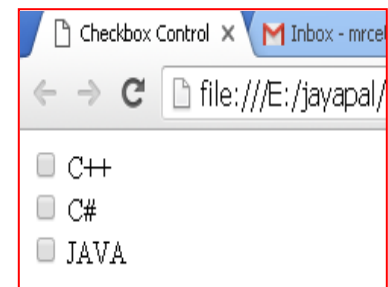 Checkbox Control × Inbox - mrce
file:///E:/jayapal/
C++
C#
JAVA